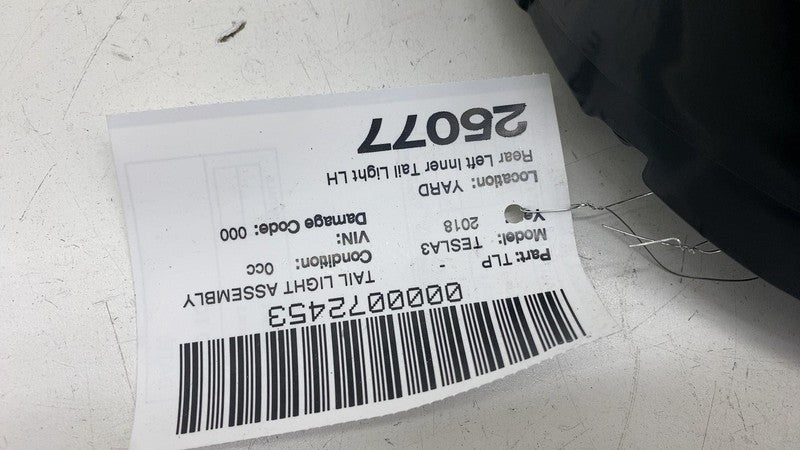 0000072453
TAIL LIGHT ASSEMBLY
Part: TLP -
Condition: 0cc
Model: TESLA3
VIN:
2018
Damage Code: 000
Location: YARD
Rear Left Inner Tail Light LH
25077